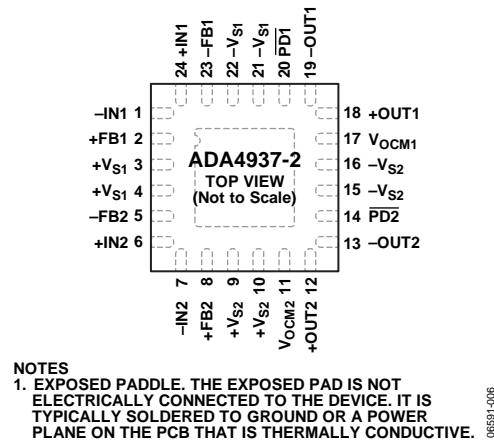 24 +IN1
23 –FB1
22 –VS1
21 –VS1
20 PD1
19 –OUT1
–IN1 1
+FB1 2
+VS1 3
+VS1 4
–FB2 5
+IN2 6
ADA4937-2
TOP VIEW
(Not to Scale)
18 +OUT1
17 VOCM1
16 –VS2
15 –VS2
14 PD2
13 –OUT2
–IN2 7
+FB2 8
+VS2 9
+VS2 10
VOCM2 11
+OUT2 12
NOTES
1. EXPOSED PADDLE. THE EXPOSED PAD IS NOT
ELECTRICALLY CONNECTED TO THE DEVICE. IT IS
TYPICALLY SOLDERED TO GROUND OR A POWER
PLANE ON THE PCB THAT IS THERMALLY CONDUCTIVE.
06591-006